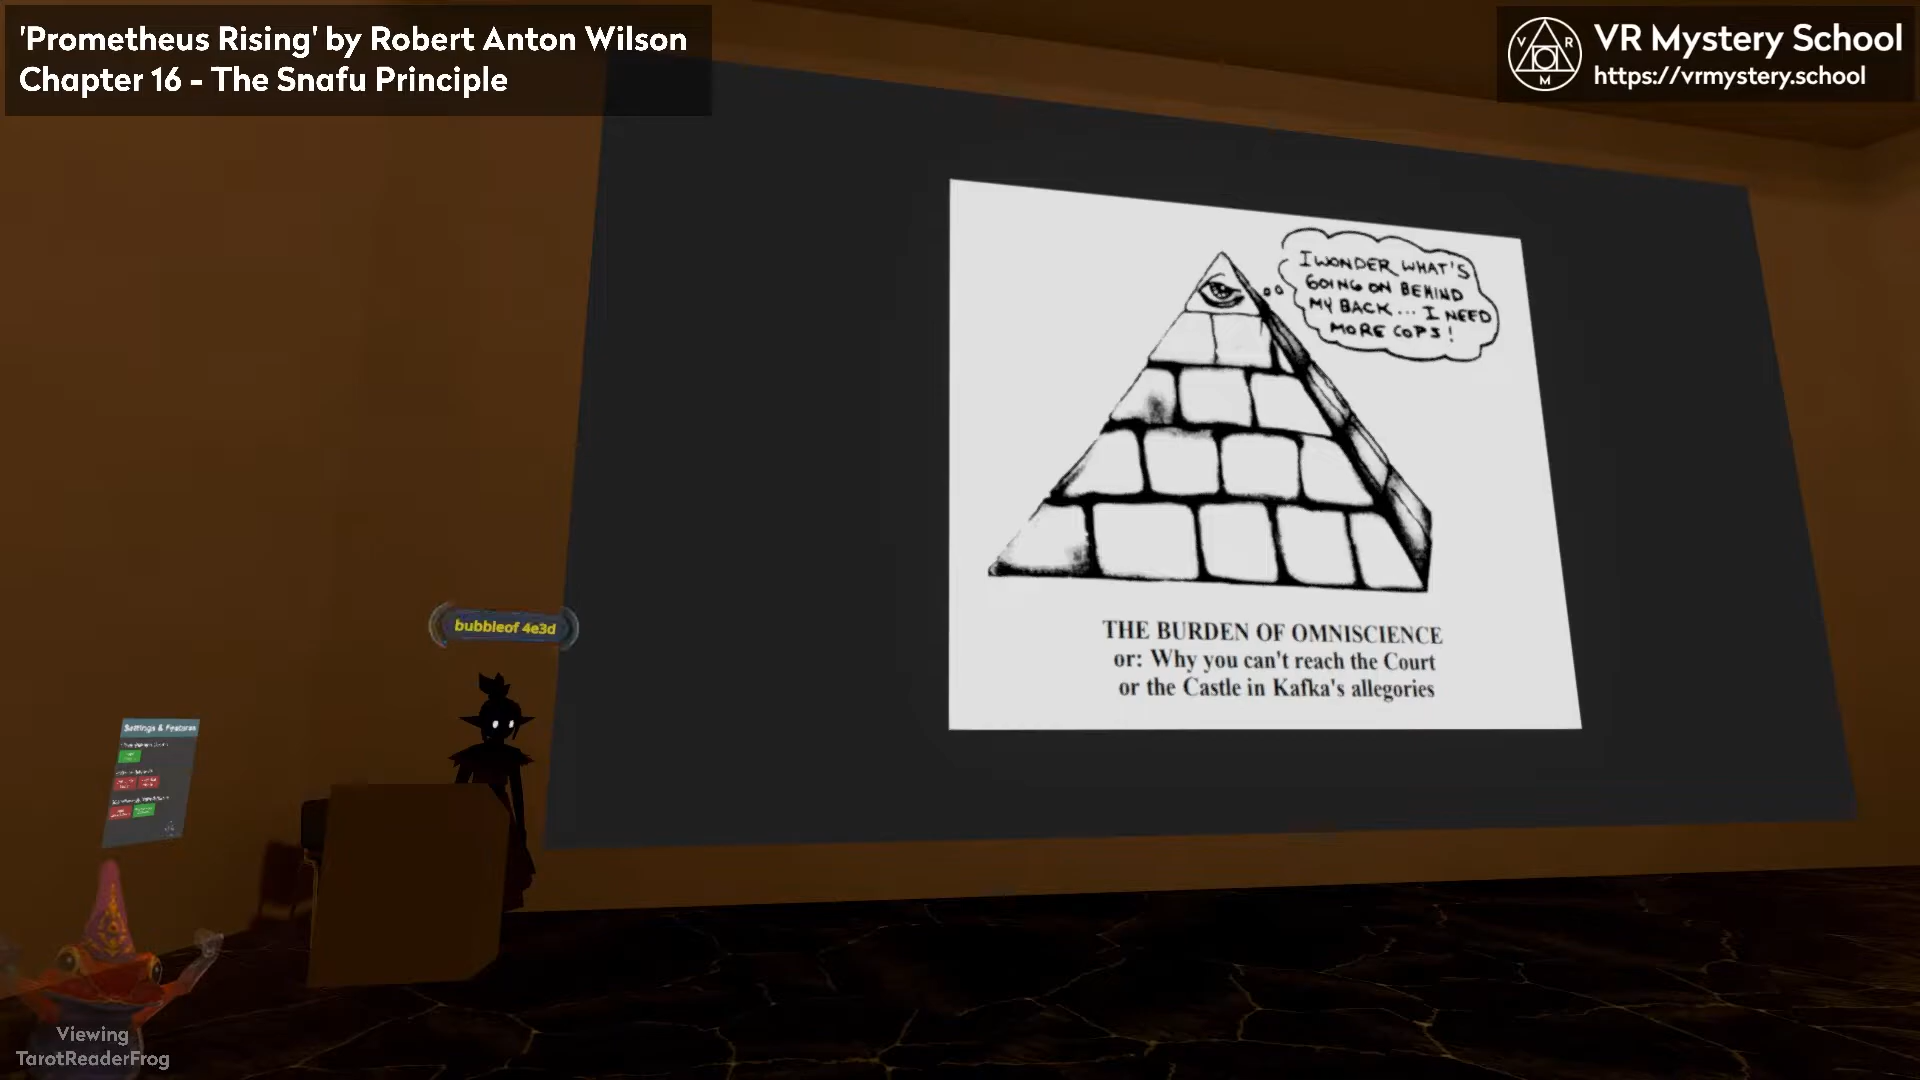 'Prometheus Rising' by Robert Anton Wilson
Chapter 16 - The Snafu Principle
V R
M
VR Mystery School
https://vrmystery.school
I WONDER WHAT'S
GOING ON BEHIND
MY BACK... I NEED
MORE COPS!
THE BURDEN OF OMNISCIENCE
or: Why you can't reach the Court
or the Castle in Kafka's allegories
bubbleof 4e3d
Settings & Features
Viewing
TarotReaderFrog